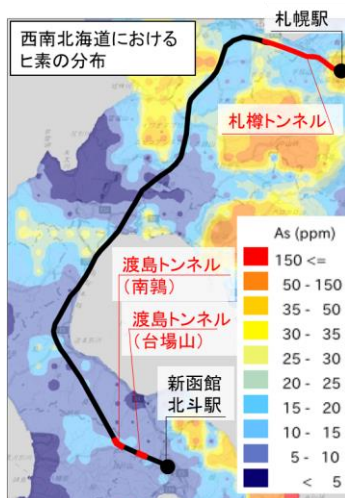 西南北海道における
ヒ素の分布
札幌駅
札樽トンネル
渡島トンネル
(南鶉)
渡島トンネル
(台場山)
新函館
北斗駅
As (ppm)
150 <=
50 - 150
35 - 50
30 - 35
25 - 30
20 - 25
15 - 20
10 - 15
5 - 10
< 5